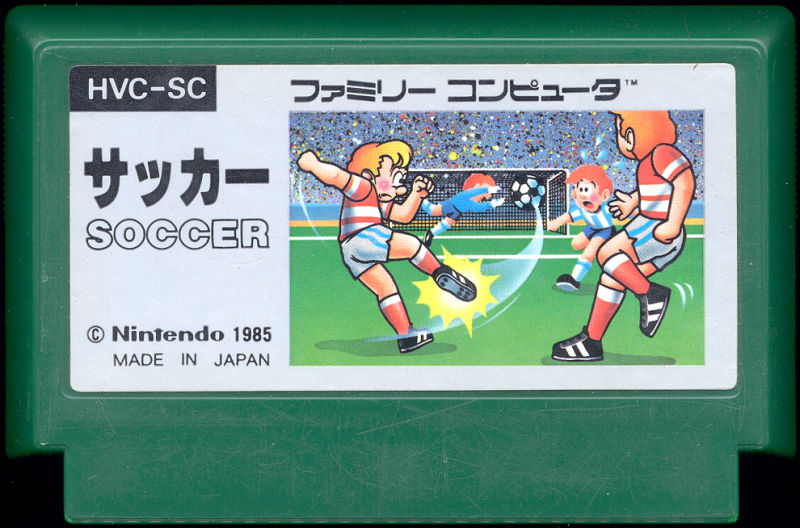 HVC-SC
ファミリー コンピュータ™
サッカー
SOCCER
© Nintendo 1985
MADE IN JAPAN